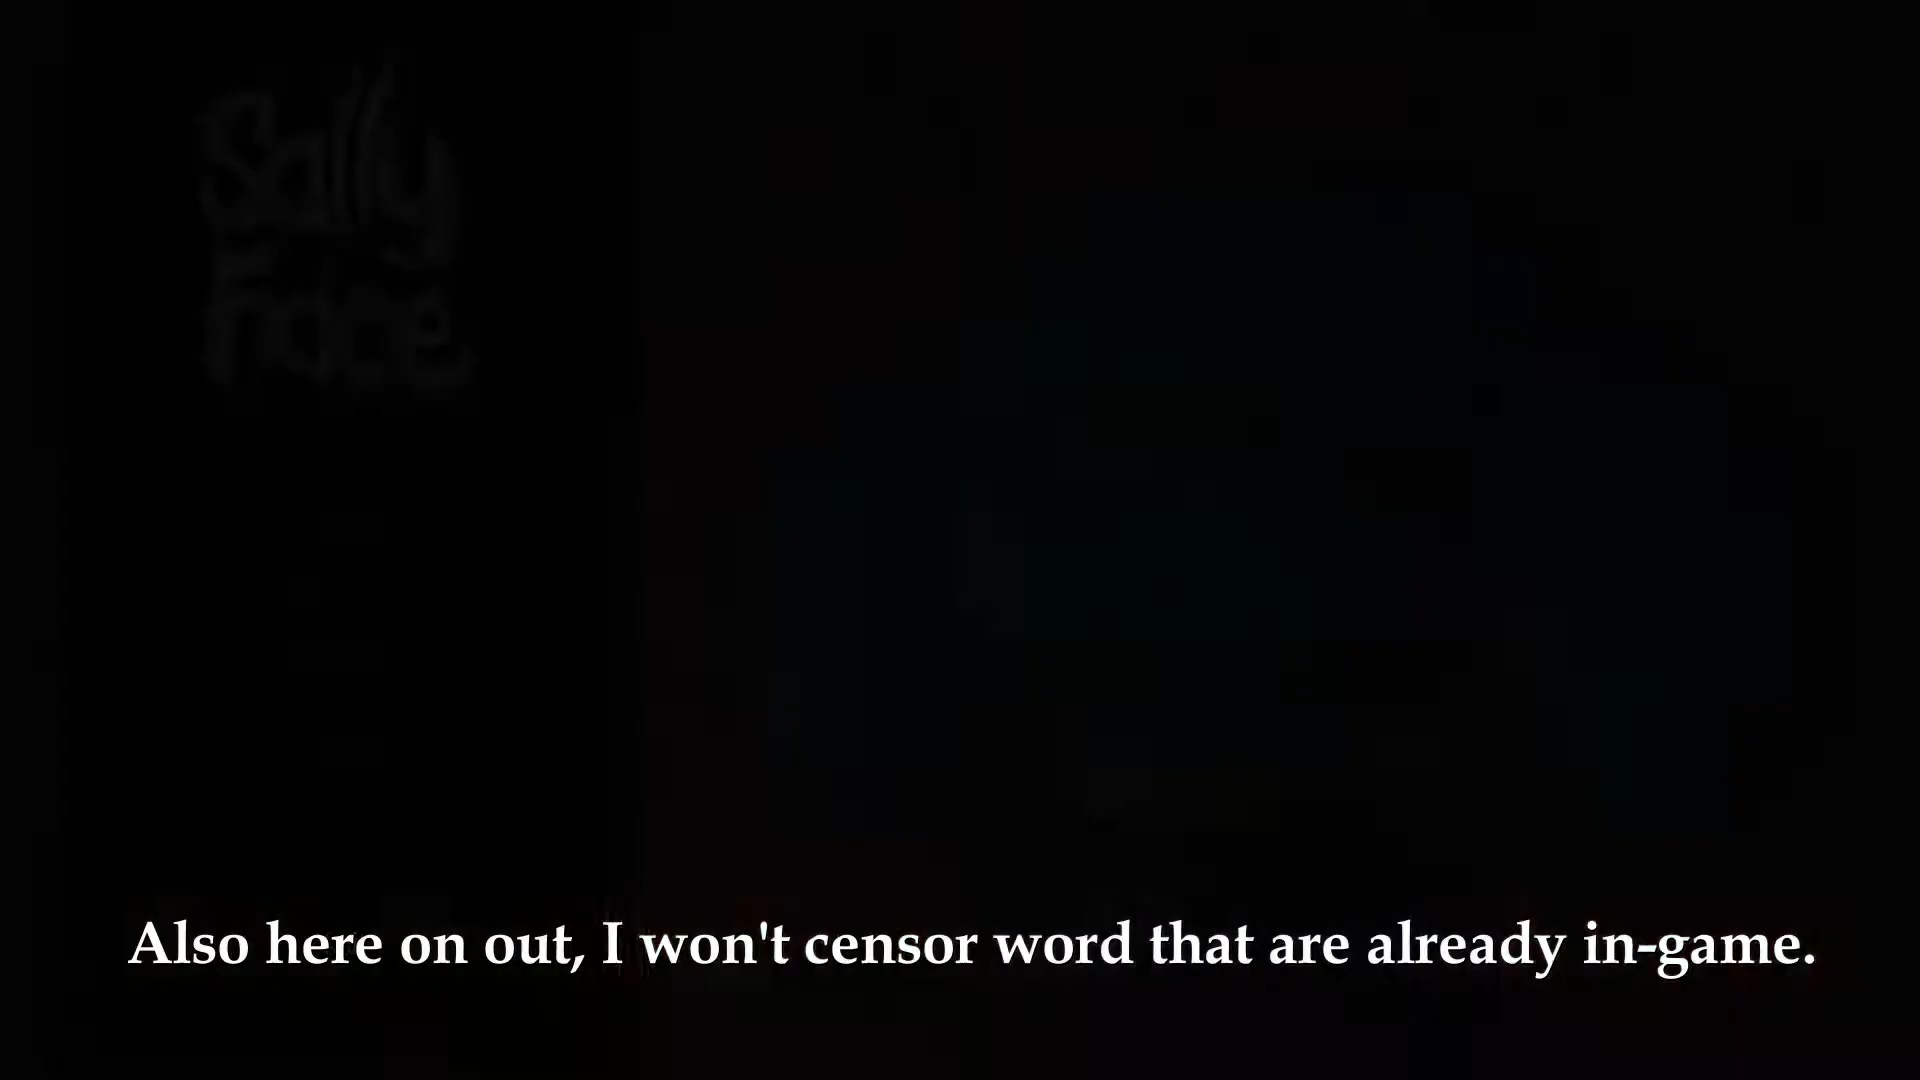 Sally
Face
Also here on out, I won't censor word that are already in-game.